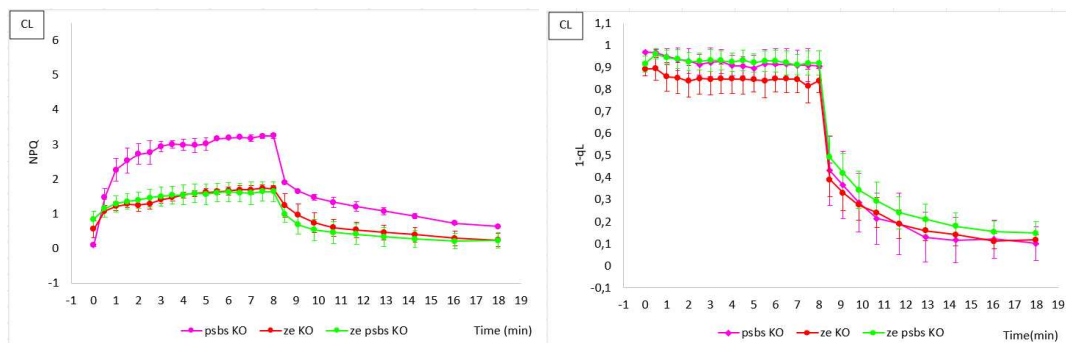 CL
6
5
4
3
2
1
0
-1
NPQ
-1 0 1 2 3 4 5 6 7 8 9 10 11 12 13 14 15 16 17 18 19
psbs KO ze KO ze psbs KO Time (min)
CL
1,1
1
0,9
0,8
0,7
0,6
0,5
0,4
0,3
0,2
0,1
0
-0,1
1-qL
-1 0 1 2 3 4 5 6 7 8 9 10 11 12 13 14 15 16 17 18 19
psbs KO ze KO ze psbs KO Time(min)